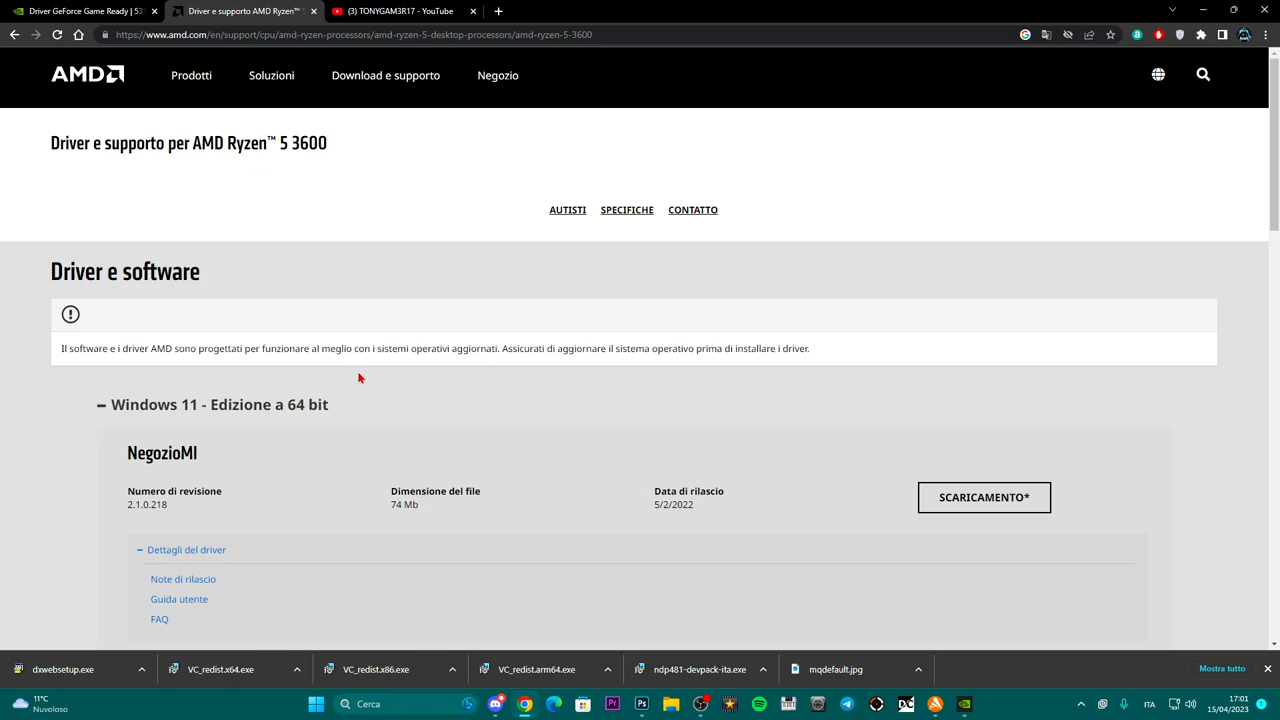 Driver GeForce Game Ready | 531
Driver e supporto AMD Ryzen™ 5
(3) TONYGAM3R17 - YouTube
https://www.amd.com/en/support/cpu/amd-ryzen-processors/amd-ryzen-5-desktop-processors/amd-ryzen-5-3600
AMD
Prodotti
Soluzioni
Download e supporto
Negozio
Driver e supporto per AMD Ryzen™ 5 3600
AUTISTI
SPECIFICHE
CONTATTO
Driver e software
Il software e i driver AMD sono progettati per funzionare al meglio con i sistemi operativi aggiornati. Assicurati di aggiornare il sistema operativo prima di installare i driver.
Windows 11 - Edizione a 64 bit
NegozioMI
Numero di revisione
2.1.0.218
Dimensione del file
74 Mb
Data di rilascio
5/2/2022
SCARICAMENTO*
Dettagli del driver
Note di rilascio
Guida utente
FAQ
dxwebsetup.exe
VC_redist.x64.exe
VC_redist.x86.exe
VC_redist.arm64.exe
ndp481-devpack-ita.exe
mqdefault.jpg
Mostra tutto
11°C
Nuvoloso
Cerca
Pr
Ps
ITA
17:01
15/04/2023